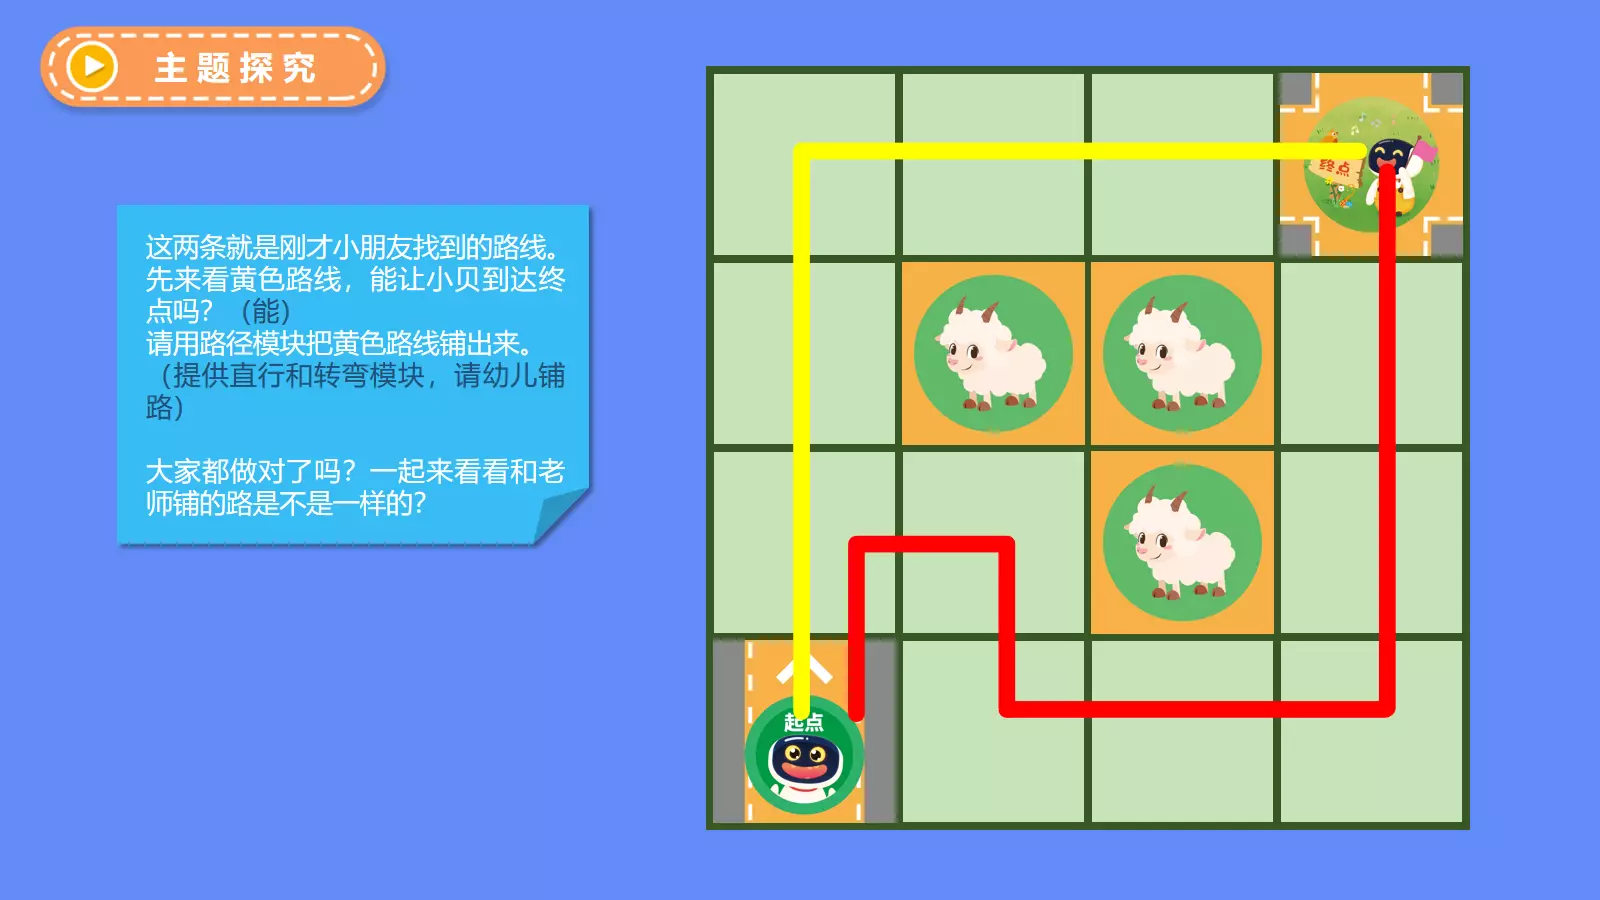 主题探究
这两条就是刚才小朋友找到的路线。
先来看黄色路线，能让小贝到达终
点吗？（能）
请用路径模块把黄色路线铺出来。
（提供直行和转弯模块，请幼儿铺
路）
大家都做对了吗？一起来看看和老
师铺的路是不是一样的？
终点
起点